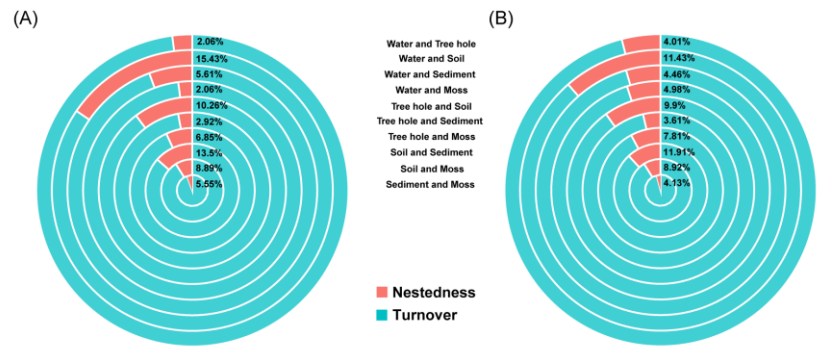 (A)
(B)
2.06% Water and Tree hole 4.01%
15.43% Water and Soil 11.43%
5.61% Water and Sediment 4.46%
2.06% Water and Moss 4.98%
10.26% Tree hole and Soil 9.9%
2.92% Tree hole and Sediment 3.61%
6.85% Tree hole and Moss 7.81%
13.5% Soil and Sediment 11.91%
8.89% Soil and Moss 8.92%
5.55% Sediment and Moss 4.13%
Nestedness
Turnover